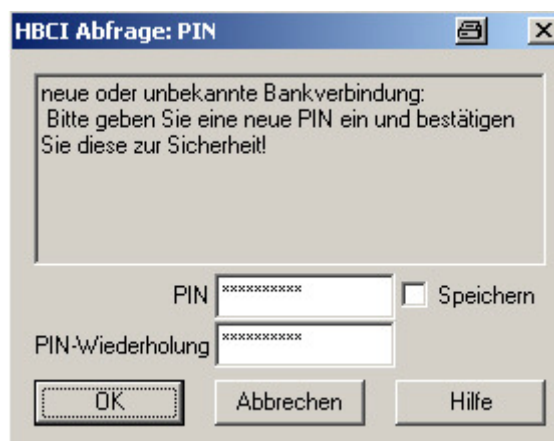 HBCI Abfrage: PIN
neue oder unbekannte Bankverbindung:
Bitte geben Sie eine neue PIN ein und bestätigen
Sie diese zur Sicherheit!
PIN ********** Speichern
PIN-Wiederholung **********
OK Abbrechen Hilfe